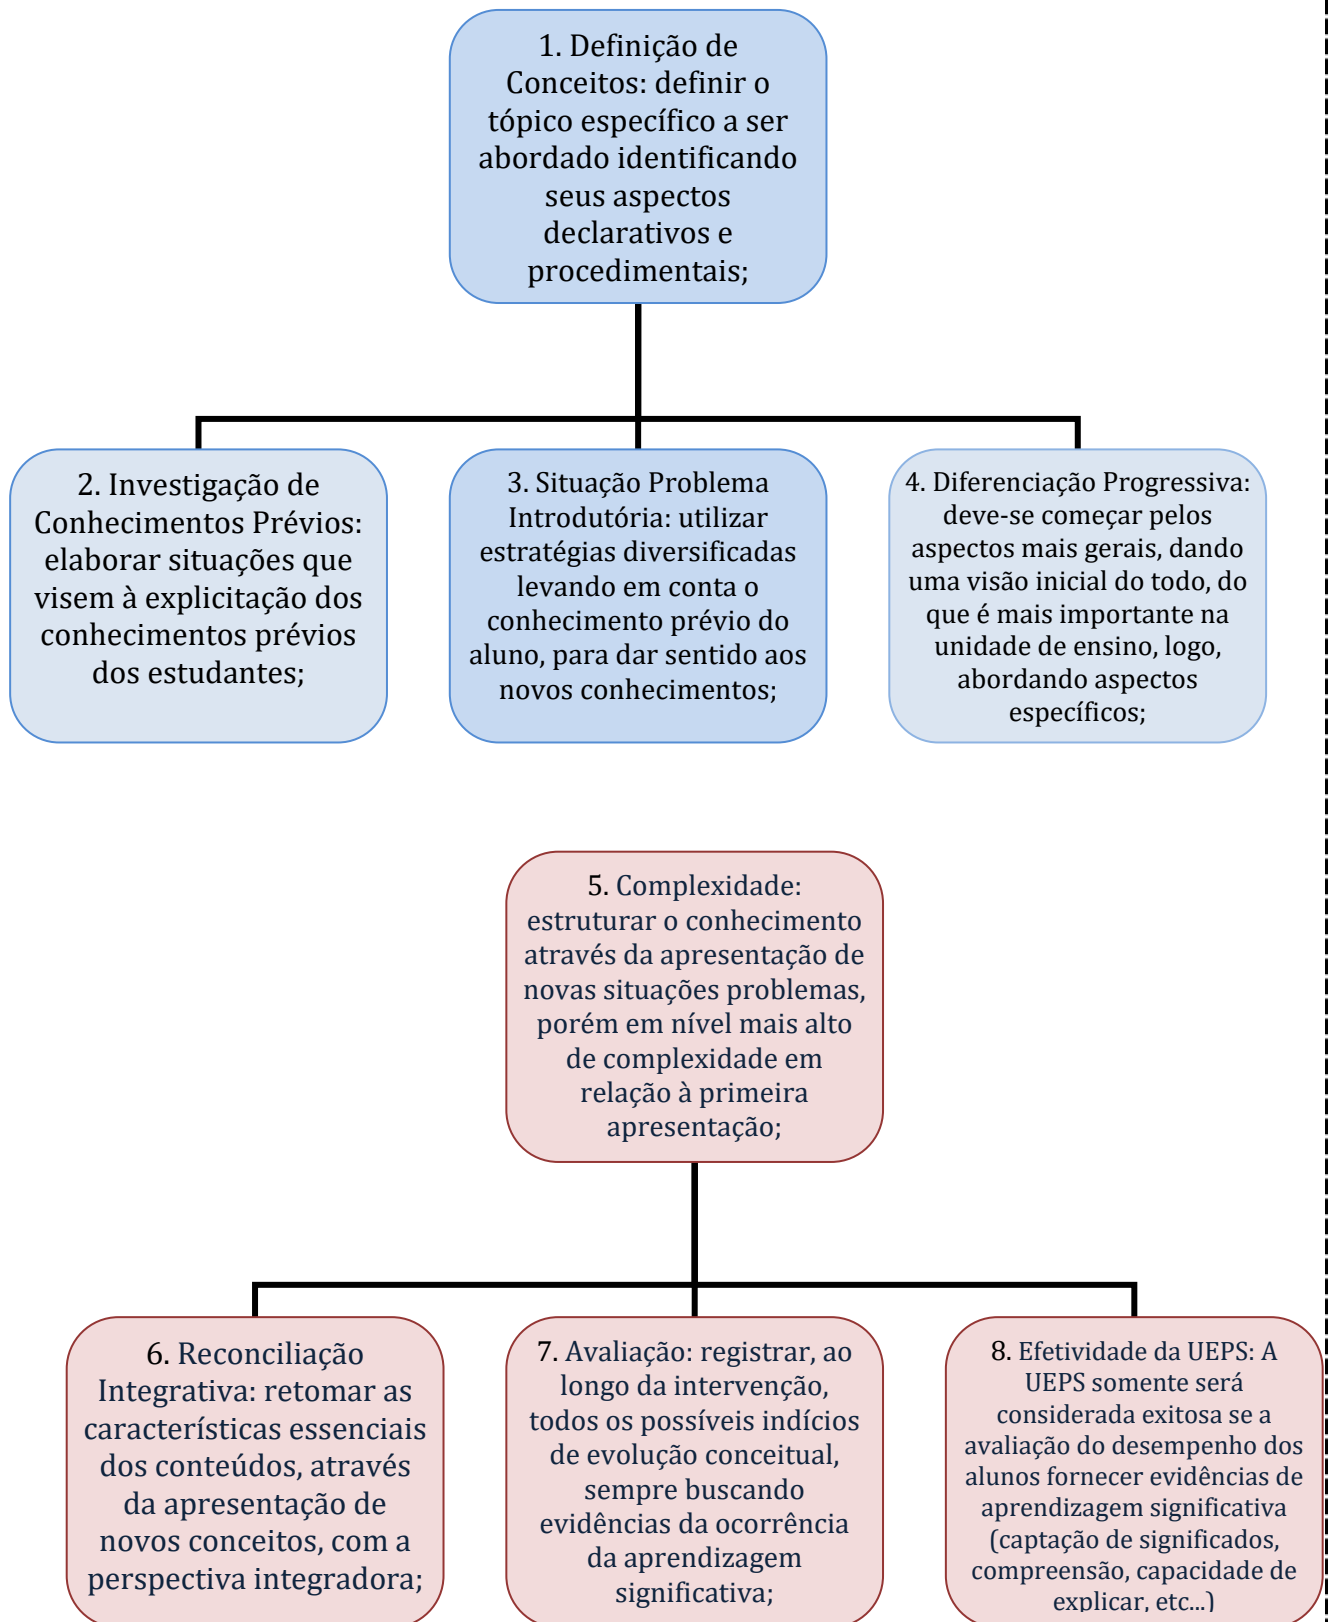 1. Definição de
Conceitos: definir o
tópico específico a ser
abordado identificando
seus aspectos
declarativos e
procedimentais;
2. Investigação de
Conhecimentos Prévios:
elaborar situações que
visem à explicitação dos
conhecimentos prévios
dos estudantes;
3. Situação Problema
Introdutória: utilizar
estratégias diversificadas
levando em conta o
conhecimento prévio do
aluno, para dar sentido aos
novos conhecimentos;
4. Diferenciação Progressiva:
deve-se começar pelos
aspectos mais gerais, dando
uma visão inicial do todo, do
que é mais importante na
unidade de ensino, logo,
abordando aspectos
específicos;
5. Complexidade:
estruturar o conhecimento
através da apresentação de
novas situações problemas,
porém em nível mais alto
de complexidade em
relação à primeira
apresentação;
6. Reconciliação
Integrativa: retomar as
características essenciais
dos conteúdos, através
da apresentação de
novos conceitos, com a
perspectiva integradora;
7. Avaliação: registrar, ao
longo da intervenção,
todos os possíveis indícios
de evolução conceitual,
sempre buscando
evidências da ocorrência
da aprendizagem
significativa;
8. Efetividade da UEPS: A
UEPS somente será
considerada exitosa se a
avaliação do desempenho dos
alunos fornecer evidências de
aprendizagem significativa
(captação de significados,
compreensão, capacidade de
explicar, etc...)